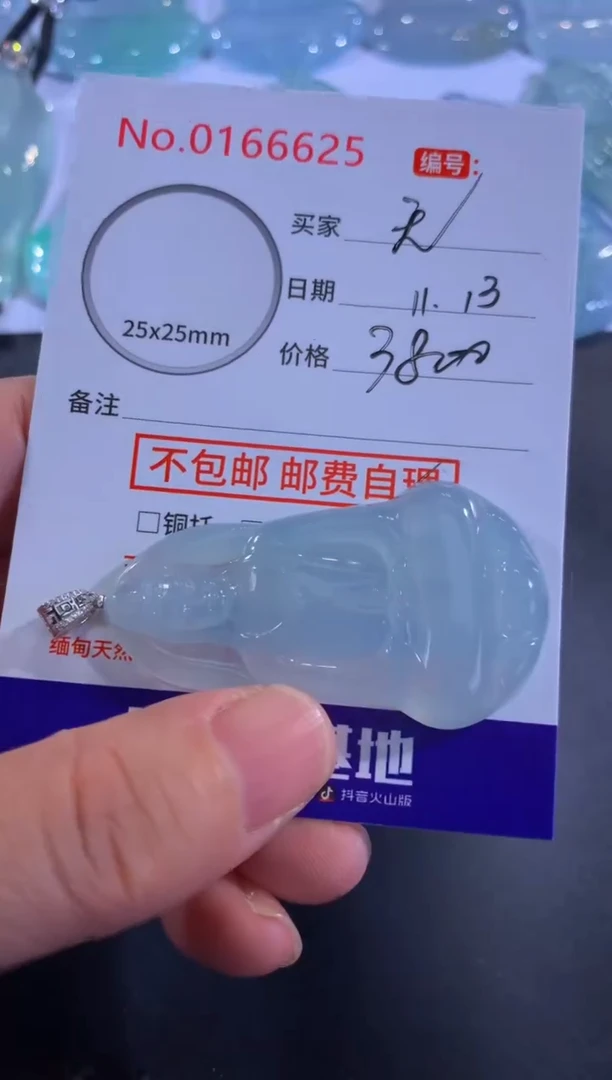 No.0166625 编号:
买家 无
日期 11.13
25x25mm
价格 3800
备注
不包邮 邮费自理
□铜托
缅甸天然
基地
抖音火山版